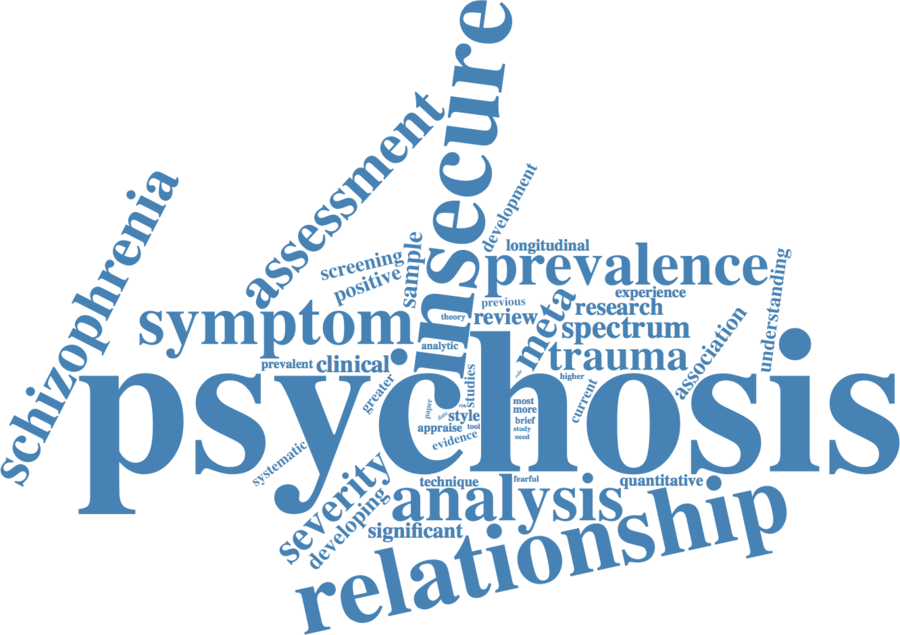 insecure
assessment
schizophrenia
development
longitudinal
prevalence
understanding
screening
positive
sample
experience
previous
meta
research
symptom
theory
review
spectrum
association
analytic
trauma
prevalent
clinical
studies
higher
current
greater
psychosis
paper
date
style
most
more
appraise
tool
brief
study
evidence
need
systematic
severity
developing
technique
fearful
quantitative
analysis
significant
relationship